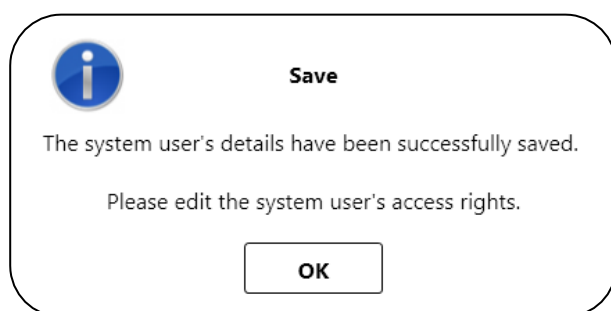 Save
The system user's details have been successfully saved.
Please edit the system user's access rights.
OK